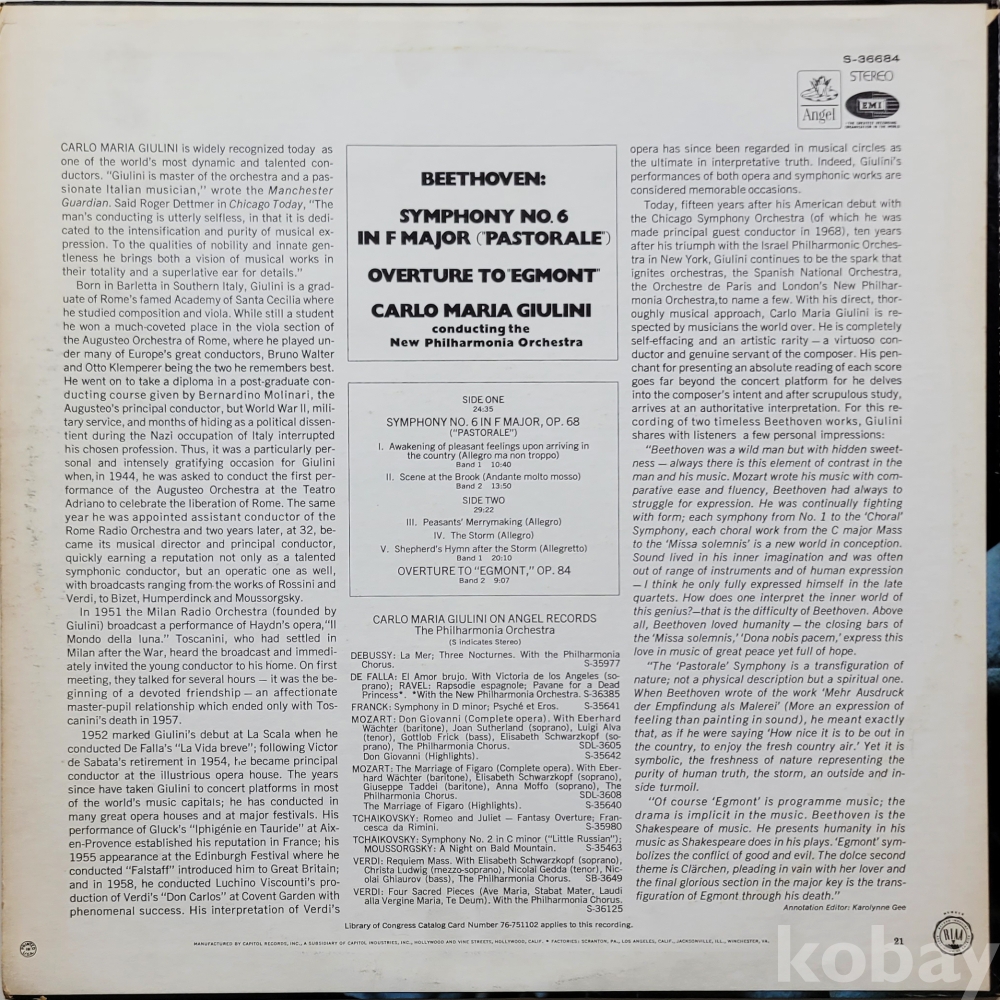 S-36684
STEREO
Angel
EMI
CARLO MARIA GIULINI is widely recognized today as
one of the world's most dynamic and talented con-
ductors. "Giulini is master of the orchestra and a pas-
sionate Italian musician," wrote the Manchester
Guardian. Said Roger Dettmer in Chicago Today, "The
man's conducting is utterly selfless, in that it is dedi-
cated to the intensification and purity of musical ex-
pression. To the qualities of nobility and innate gen-
tleness he brings both a vision of musical works in
their totality and a superlative ear for details."
Born in Barletta in Southern Italy, Giulini is a grad-
uate of Rome's famed Academy of Santa Cecilia where
he studied composition and viola. While still a student
he won a much-coveted place in the viola section of
the Augusteo Orchestra of Rome, where he played un-
der many of Europe's great conductors, Bruno Walter
and Otto Klemperer being the two he remembers best.
He went on to take a diploma in a post-graduate con-
ducting course given by Bernardino Molinari, the
Augusteo's principal conductor, but World War II, mili-
tary service, and months of hiding as a political dissen-
tient during the Nazi occupation of Italy interrupted
his chosen profession. Thus, it was a particularly per-
sonal and intensely gratifying occasion for Giulini
when, in 1944, he was asked to conduct the first per-
formance of the Augusteo Orchestra at the Teatro
Adriano to celebrate the liberation of Rome. The same
year he was appointed assistant conductor of the
Rome Radio Orchestra and two years later, at 32, be-
came its musical director and principal conductor,
quickly earning a reputation not only as a talented
symphonic conductor, but an operatic one as well,
with broadcasts ranging from the works of Rossini and
Verdi, to Bizet, Humperdinck and Moussorgsky.
In 1951 the Milan Radio Orchestra (founded by
Giulini) broadcast a performance of Haydn's opera, "Il
Mondo della luna." Toscanini, who had settled in
Milan after the War, heard the broadcast and immedi-
ately invited the young conductor to his home. On first
meeting, they talked for several hours — it was the be-
ginning of a devoted friendship — an affectionate
master-pupil relationship which ended only with Tos-
canini's death in 1957.
1952 marked Giulini's debut at La Scala when he
conducted De Falla's "La Vida breve"; following Victor
de Sabata's retirement in 1954, he became principal
conductor at the illustrious opera house. The years
since have taken Giulini to concert platforms in most
of the world's music capitals; he has conducted in
many great opera houses and at major festivals. His
performance of Gluck's "Iphigénie en Tauride" at Aix-
en-Provence established his reputation in France; his
1955 appearance at the Edinburgh Festival where he
conducted "Falstaff" introduced him to Great Britain;
and in 1958, he conducted Luchino Viscounti's pro-
duction of Verdi's "Don Carlos" at Covent Garden with
phenomenal success. His interpretation of Verdi's
BEETHOVEN:
SYMPHONY NO. 6
IN F MAJOR ("PASTORALE")
OVERTURE TO "EGMONT"
CARLO MARIA GIULINI
conducting the
New Philharmonia Orchestra
SIDE ONE
24:35
SYMPHONY NO. 6 IN F MAJOR, OP. 68
("PASTORALE")
I. Awakening of pleasant feelings upon arriving in
the country (Allegro ma non troppo)
Band 1 10:40
II. Scene at the Brook (Andante molto mosso)
Band 2 13:50
SIDE TWO
29:22
III. Peasants' Merrymaking (Allegro)
IV. The Storm (Allegro)
V. Shepherd's Hymn after the Storm (Allegretto)
Band 1 20:10
OVERTURE TO "EGMONT," OP. 84
Band 2 9:07
CARLO MARIA GIULINI ON ANGEL RECORDS
The Philharmonia Orchestra
(S indicates Stereo)
DEBUSSY: La Mer; Three Nocturnes. With the Philharmonia
Chorus. S-35977
DE FALLA: El Amor brujo. With Victoria de los Angeles (so-
prano); RAVEL: Rapsodie espagnole; Pavane for a Dead
Princess*. *With the New Philharmonia Orchestra. S-36385
FRANCK: Symphony in D minor; Psyché et Eros. S-35641
MOZART: Don Giovanni (Complete opera). With Eberhard
Wächter (baritone), Joan Sutherland (soprano), Luigi Alva
(tenor), Gottlob Frick (bass), Elisabeth Schwarzkopf (so-
prano), The Philharmonia Chorus. SDL-3605
Don Giovanni (Highlights). S-35642
MOZART: The Marriage of Figaro (Complete opera). With Eber-
hard Wächter (baritone), Elisabeth Schwarzkopf (soprano),
Giuseppe Taddei (baritone), Anna Moffo (soprano), The
Philharmonia Chorus. SDL-3608
The Marriage of Figaro (Highlights). S-35640
TCHAIKOVSKY: Romeo and Juliet — Fantasy Overture; Fran-
cesca da Rimini. S-35980
TCHAIKOVSKY: Symphony No. 2 in C minor ("Little Russian");
MOUSSORGSKY: A Night on Bald Mountain. S-35463
VERDI: Requiem Mass. With Elisabeth Schwarzkopf (soprano),
Christa Ludwig (mezzo-soprano), Nicolai Gedda (tenor), Nic-
olai Ghiaurov (bass), The Philharmonia Chorus. SB-3649
VERDI: Four Sacred Pieces (Ave Maria, Stabat Mater, Laudi
alla Vergine Maria, Te Deum). With the Philharmonia Chorus.
S-36125
opera has since been regarded in musical circles as
the ultimate in interpretative truth. Indeed, Giulini's
performances of both opera and symphonic works are
considered memorable occasions.
Today, fifteen years after his American debut with
the Chicago Symphony Orchestra (of which he was
made principal guest conductor in 1968), ten years
after his triumph with the Israel Philharmonic Orches-
tra in New York, Giulini continues to be the spark that
ignites orchestras, the Spanish National Orchestra,
the Orchestre de Paris and London's New Philhar-
monia Orchestra, to name a few. With his direct, thor-
oughly musical approach, Carlo Maria Giulini is re-
spected by musicians the world over. He is completely
self-effacing and an artistic rarity — a virtuoso con-
ductor and genuine servant of the composer. His pen-
chant for presenting an absolute reading of each score
goes far beyond the concert platform for he delves
into the composer's intent and after scrupulous study,
arrives at an authoritative interpretation. For this re-
cording of two timeless Beethoven works, Giulini
shares with listeners a few personal impressions:
"Beethoven was a wild man but with hidden sweet-
ness — always there is this element of contrast in the
man and his music. Mozart wrote his music with com-
parative ease and fluency, Beethoven had always to
struggle for expression. He was continually fighting
with form; each symphony from No. 1 to the 'Choral'
Symphony, each choral work from the C major Mass
to the 'Missa solemnis' is a new world in conception.
Sound lived in his inner imagination and was often
out of range of instruments and of human expression
— I think he only fully expressed himself in the late
quartets. How does one interpret the inner world of
this genius?—that is the difficulty of Beethoven. Above
all, Beethoven loved humanity — the closing bars of
the 'Missa solemnis,' 'Dona nobis pacem,' express this
love in music of great peace yet full of hope.
"The 'Pastorale' Symphony is a transfiguration of
nature; not a physical description but a spiritual one.
When Beethoven wrote of the work 'Mehr Ausdruck
der Empfindung als Malerei' (More an expression of
feeling than painting in sound), he meant exactly
that, as if he were saying 'How nice it is to be out in
the country, to enjoy the fresh country air.' Yet it is
symbolic, the freshness of nature representing the
purity of human truth, the storm, an outside and in-
side turmoil.
"Of course 'Egmont' is programme music; the
drama is implicit in the music. Beethoven is the
Shakespeare of music. He presents humanity in his
music as Shakespeare does in his plays. 'Egmont' sym-
bolizes the conflict of good and evil. The dolce second
theme is Clärchen, pleading in vain with her lover and
the final glorious section in the major key is the trans-
figuration of Egmont through his death."
Annotation Editor: Karolynne Gee
Library of Congress Catalog Card Number 76-751102 applies to this recording.
MANUFACTURED BY CAPITOL RECORDS, INC., A SUBSIDIARY OF CAPITOL INDUSTRIES, INC., HOLLYWOOD AND VINE STREETS, HOLLYWOOD, CALIF. • FACTORIES: SCRANTON, PA., LOS ANGELES, CALIF., JACKSONVILLE, ILL., WINCHESTER, VA.
21
MEMBER
RIAA
kobay